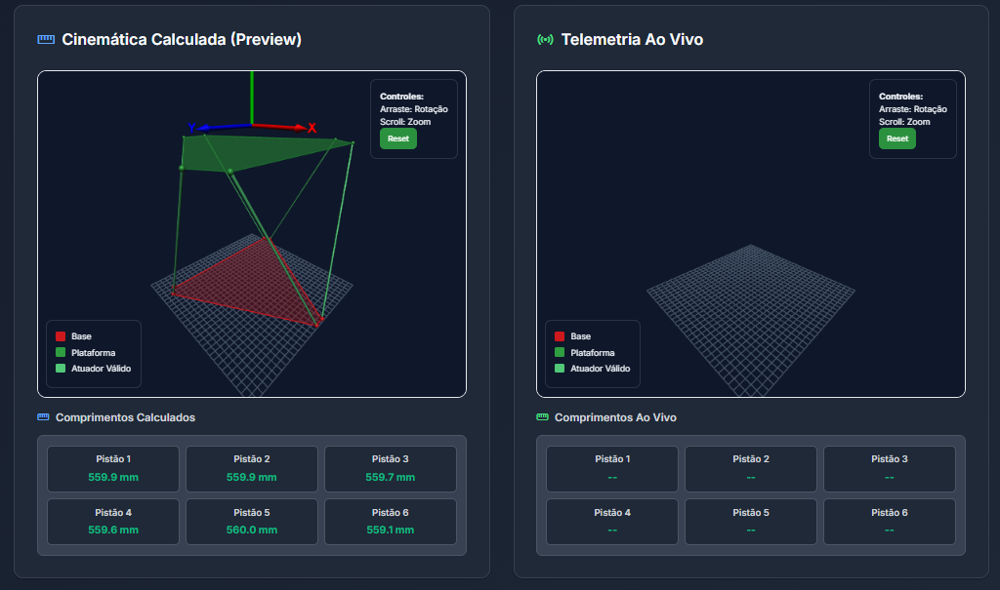 Cinemática Calculada (Preview)
Controles:
Arraste: Rotação
Scroll: Zoom
Reset
Y
X
Base
Plataforma
Atuador Válido
Comprimentos Calculados
Pistão 1
559.9 mm
Pistão 2
559.9 mm
Pistão 3
559.7 mm
Pistão 4
559.6 mm
Pistão 5
560.0 mm
Pistão 6
559.1 mm
Telemetria Ao Vivo
Controles:
Arraste: Rotação
Scroll: Zoom
Reset
Base
Plataforma
Atuador Válido
Comprimentos Ao Vivo
Pistão 1
--
Pistão 2
--
Pistão 3
--
Pistão 4
--
Pistão 5
--
Pistão 6
--